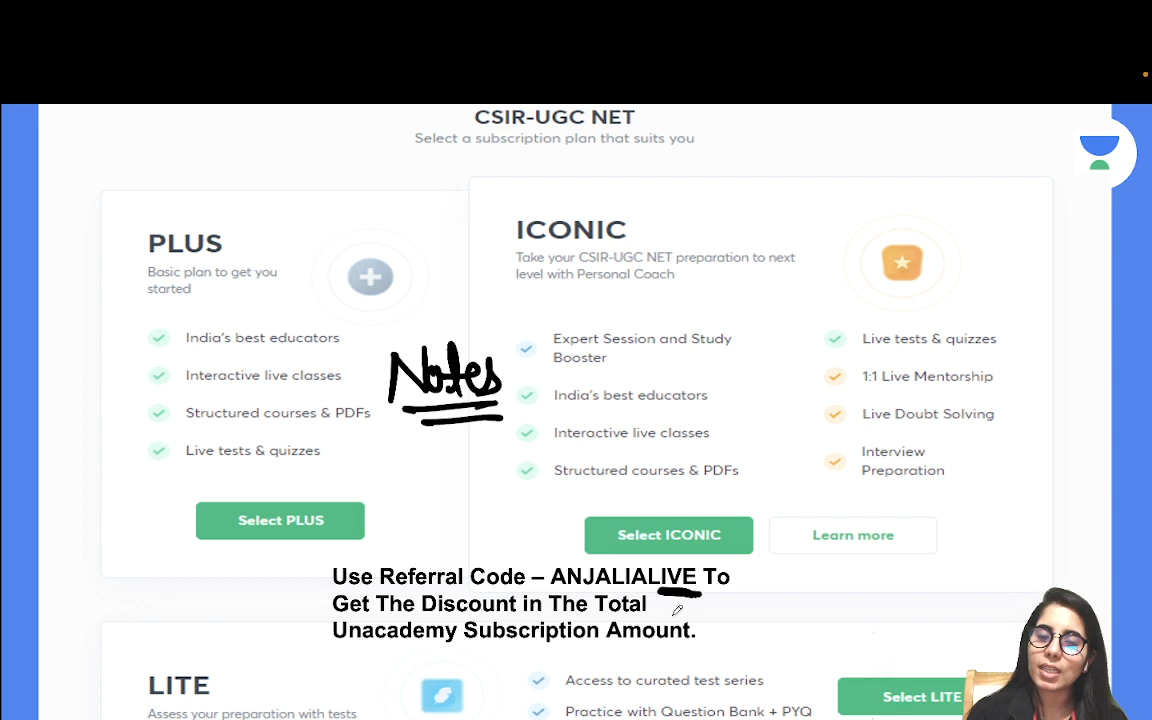 CSIR-UGC NET
Select a subscription plan that suits you
PLUS
Basic plan to get you
started
India's best educators
Interactive live classes
Structured courses & PDFs
Live tests & quizzes
Select PLUS
Notes
ICONIC
Take your CSIR-UGC NET preparation to next
level with Personal Coach
Expert Session and Study
Booster
India's best educators
Interactive live classes
Structured courses & PDFs
Live tests & quizzes
1:1 Live Mentorship
Live Doubt Solving
Interview
Preparation
Select ICONIC
Learn more
Use Referral Code – ANJALIALIVE To
Get The Discount in The Total
Unacademy Subscription Amount.
LITE
Assess your preparation with tests
Access to curated test series
Practice with Question Bank + PYQ
Select LITE